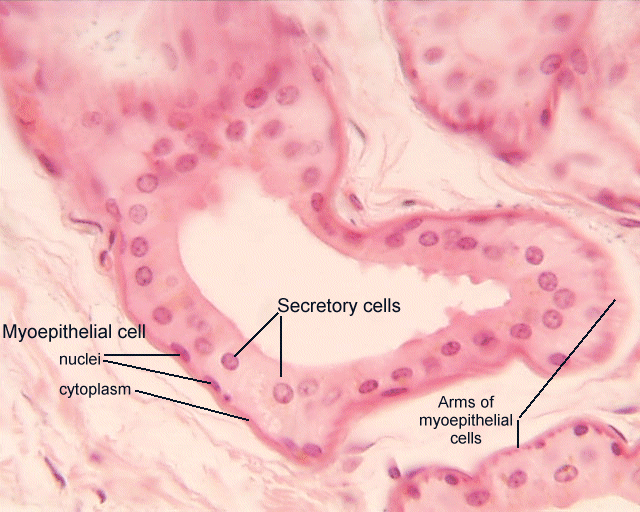 Secretory cells
Myoepithelial cell
nuclei
cytoplasm
Arms of
myoepithelial
cells